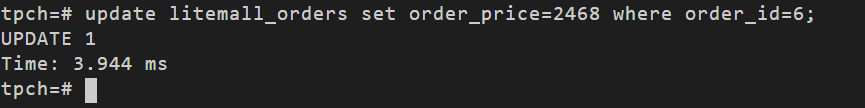 tpch=# update litemall_orders set order_price=2468 where order_id=6;
UPDATE 1
Time: 3.944 ms
tpch=#